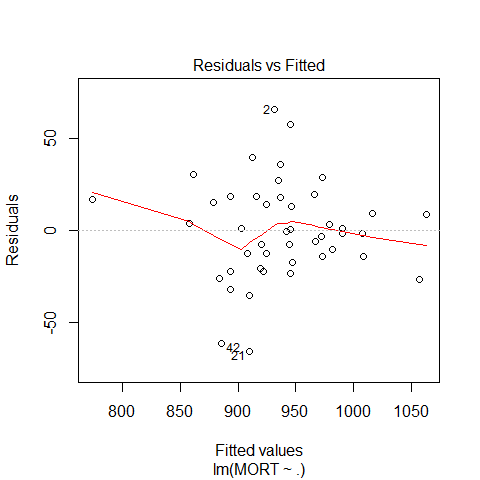 Residuals vs Fitted
Residuals
50
0
-50
2
42
21
800 850 900 950 1000 1050
Fitted values
lm(MORT ~ .)